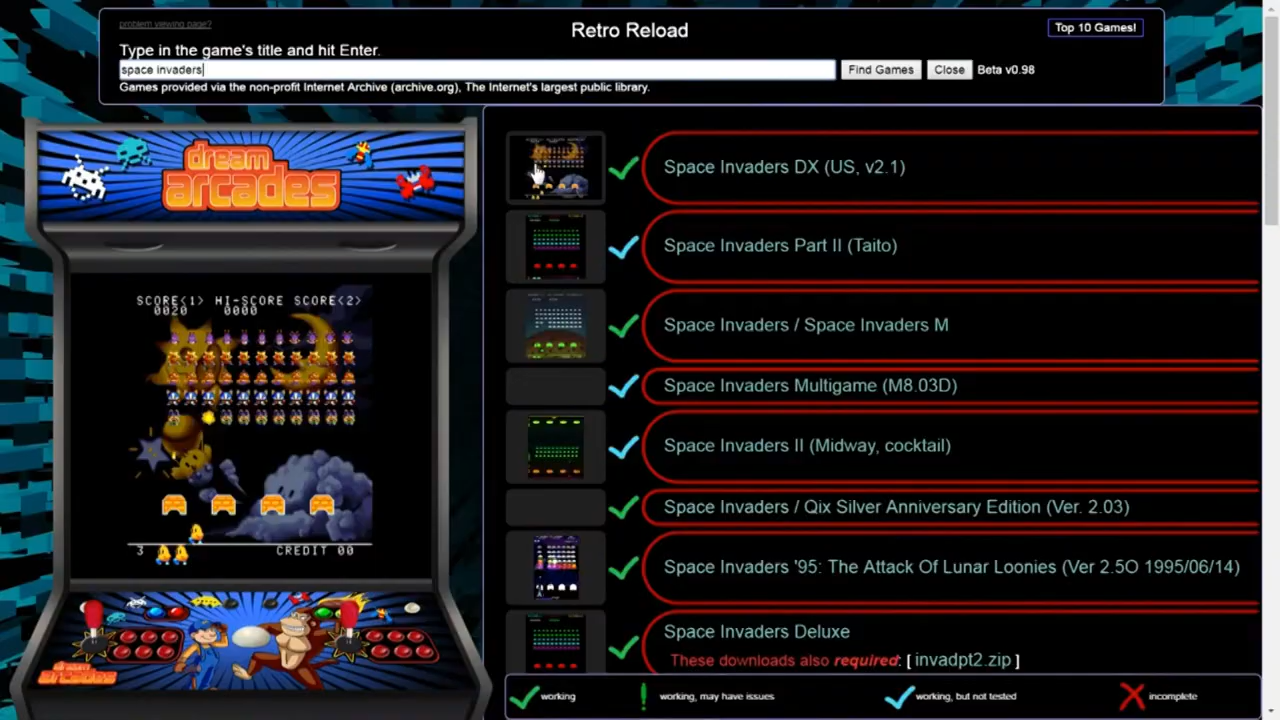 problem viewing page?
Retro Reload
Top 10 Games!
Type in the game's title and hit Enter.
space invaders
Find Games
Close
Beta v0.98
Games provided via the non-profit Internet Archive (archive.org), The Internet's largest public library.
dream
arcades
SCORE<1> HI-SCORE SCORE<2>
0020 0000
3 CREDIT 00
dream
arcades
Space Invaders DX (US, v2.1)
Space Invaders Part II (Taito)
Space Invaders / Space Invaders M
Space Invaders Multigame (M8.03D)
Space Invaders II (Midway, cocktail)
Space Invaders / Qix Silver Anniversary Edition (Ver. 2.03)
Space Invaders '95: The Attack Of Lunar Loonies (Ver 2.5O 1995/06/14)
Space Invaders Deluxe
These downloads also required: [ invadpt2.zip ]
working
working, may have issues
working, but not tested
incomplete